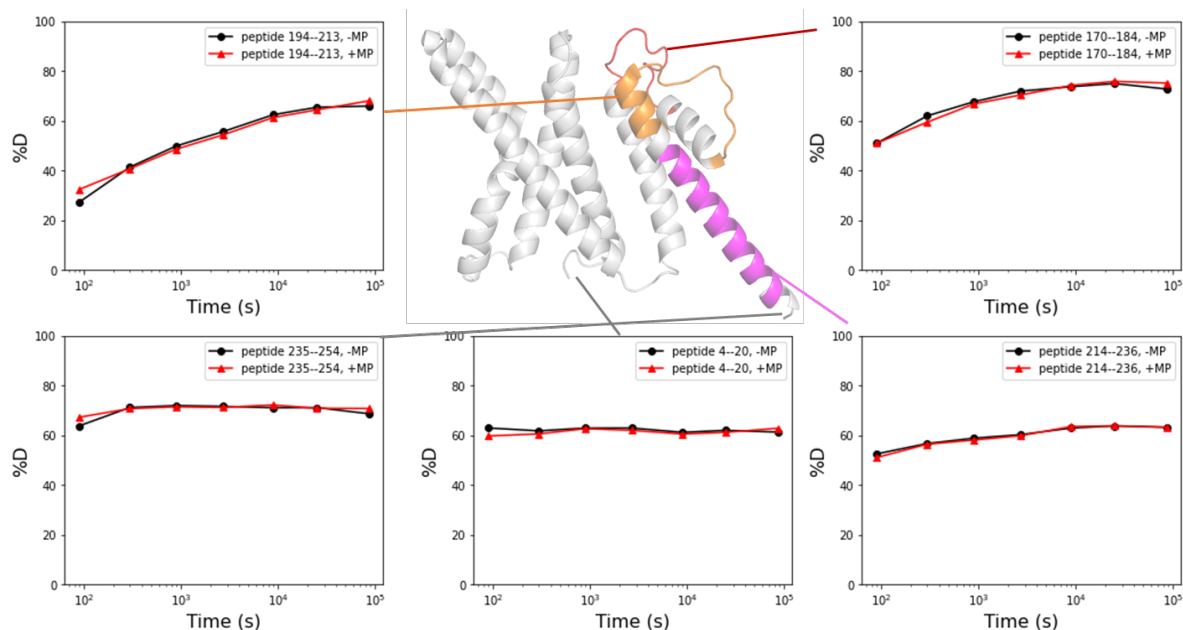 100
80
60
40
20
0
%D
peptide 194--213, -MP
peptide 194--213, +MP
10²
10³
10⁴
10⁵
Time (s)
100
80
60
40
20
0
%D
peptide 170--184, -MP
peptide 170--184, +MP
10²
10³
10⁴
10⁵
Time (s)
100
80
60
40
20
0
%D
peptide 235--254, -MP
peptide 235--254, +MP
10²
10³
10⁴
10⁵
Time (s)
100
80
60
40
20
0
%D
peptide 4--20, -MP
peptide 4--20, +MP
10²
10³
10⁴
10⁵
Time (s)
100
80
60
40
20
0
%D
peptide 214--236, -MP
peptide 214--236, +MP
10²
10³
10⁴
10⁵
Time (s)